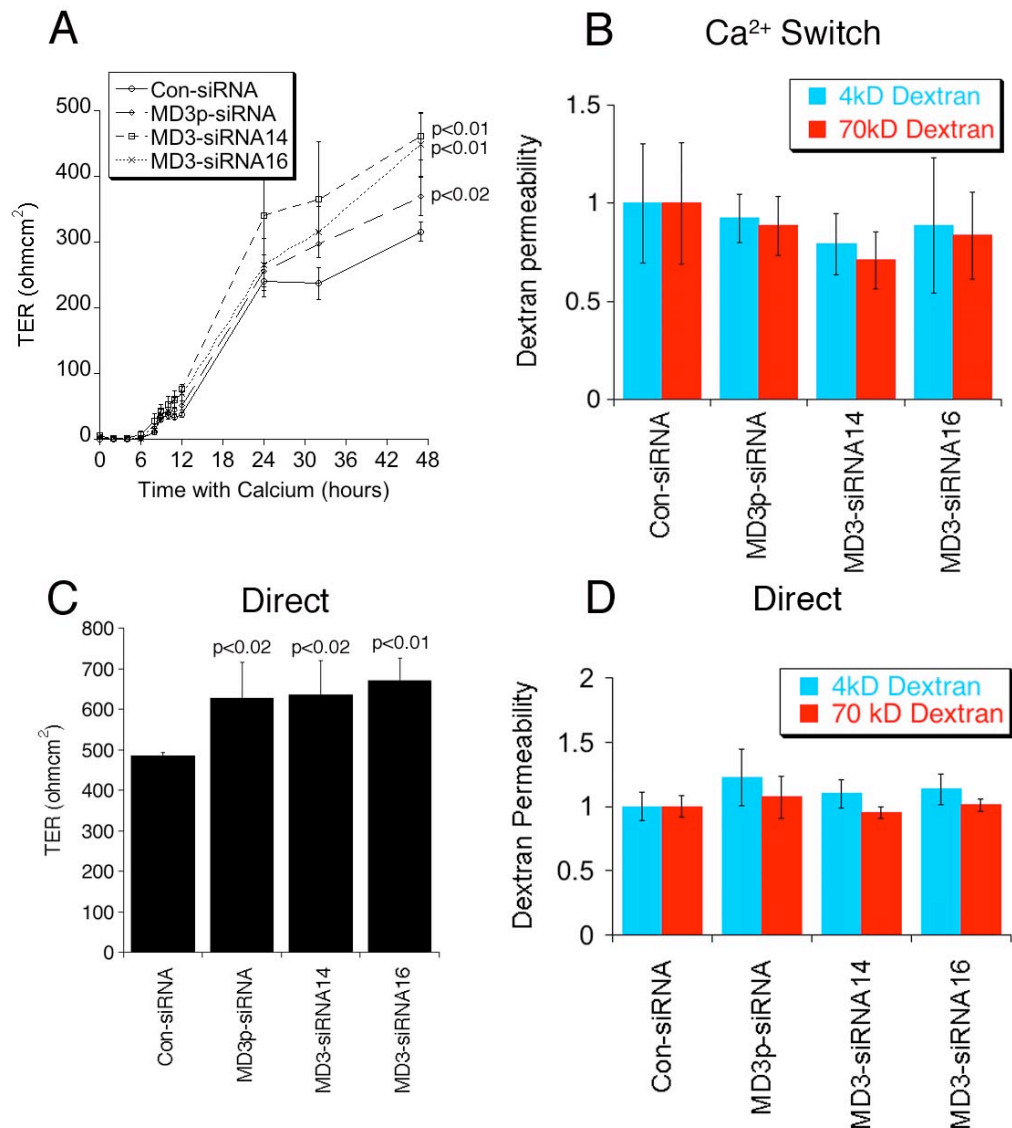 A
Con-siRNA
MD3p-siRNA
MD3-siRNA14
MD3-siRNA16
500
400
300
200
100
0
TER (ohmcm²)
p<0.01
p<0.01
p<0.02
0 6 12 18 24 30 36 42 48
Time with Calcium (hours)
B
Ca²⁺ Switch
4kD Dextran
70kD Dextran
1.5
1
0.5
0
Dextran permeability
Con-siRNA
MD3p-siRNA
MD3-siRNA14
MD3-siRNA16
C
Direct
800
700
600
500
400
300
200
100
0
TER (ohmcm²)
p<0.02
p<0.02
p<0.01
Con-siRNA
MD3p-siRNA
MD3-siRNA14
MD3-siRNA16
D
Direct
4kD Dextran
70 kD Dextran
2
1.5
1
0.5
0
Dextran Permeability
Con-siRNA
MD3p-siRNA
MD3-siRNA14
MD3-siRNA16